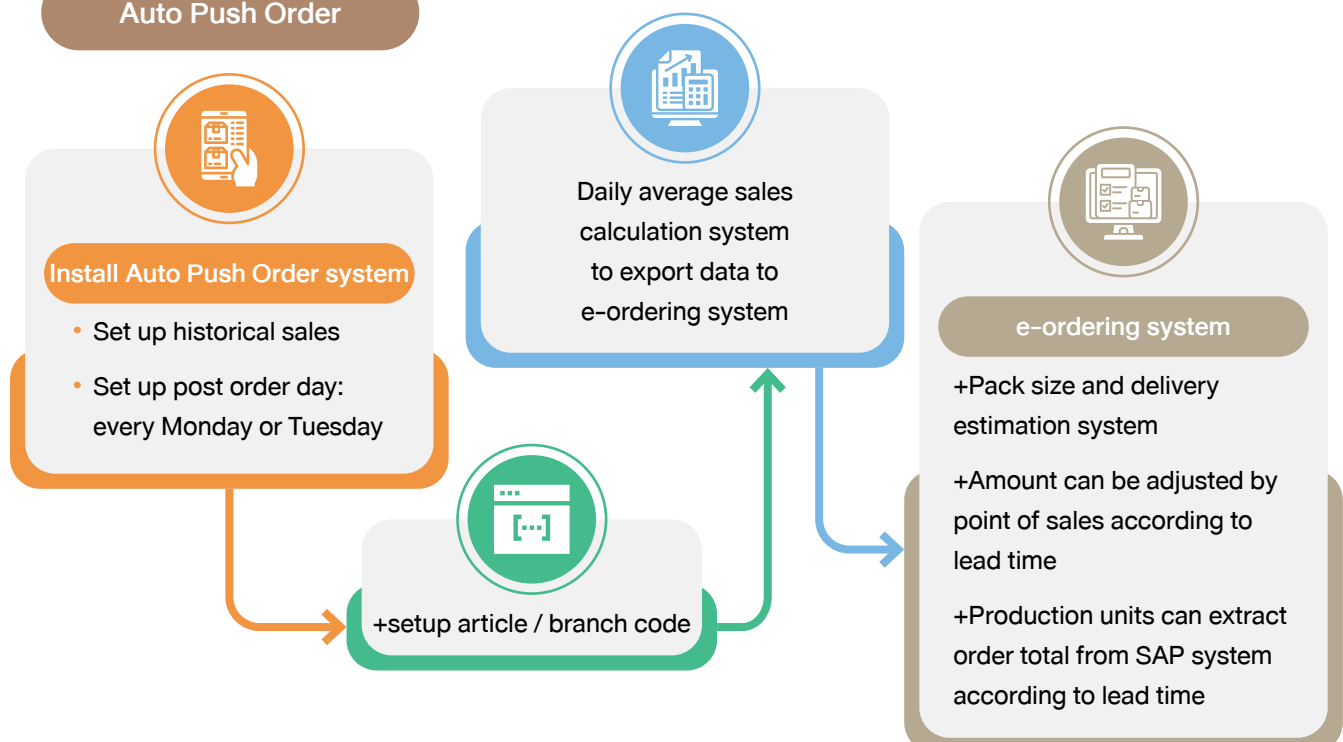 Auto Push Order
Install Auto Push Order system
• Set up historical sales
• Set up post order day:
every Monday or Tuesday
+setup article / branch code
Daily average sales
calculation system
to export data to
e-ordering system
e-ordering system
+Pack size and delivery
estimation system
+Amount can be adjusted by
point of sales according to
lead time
+Production units can extract
order total from SAP system
according to lead time